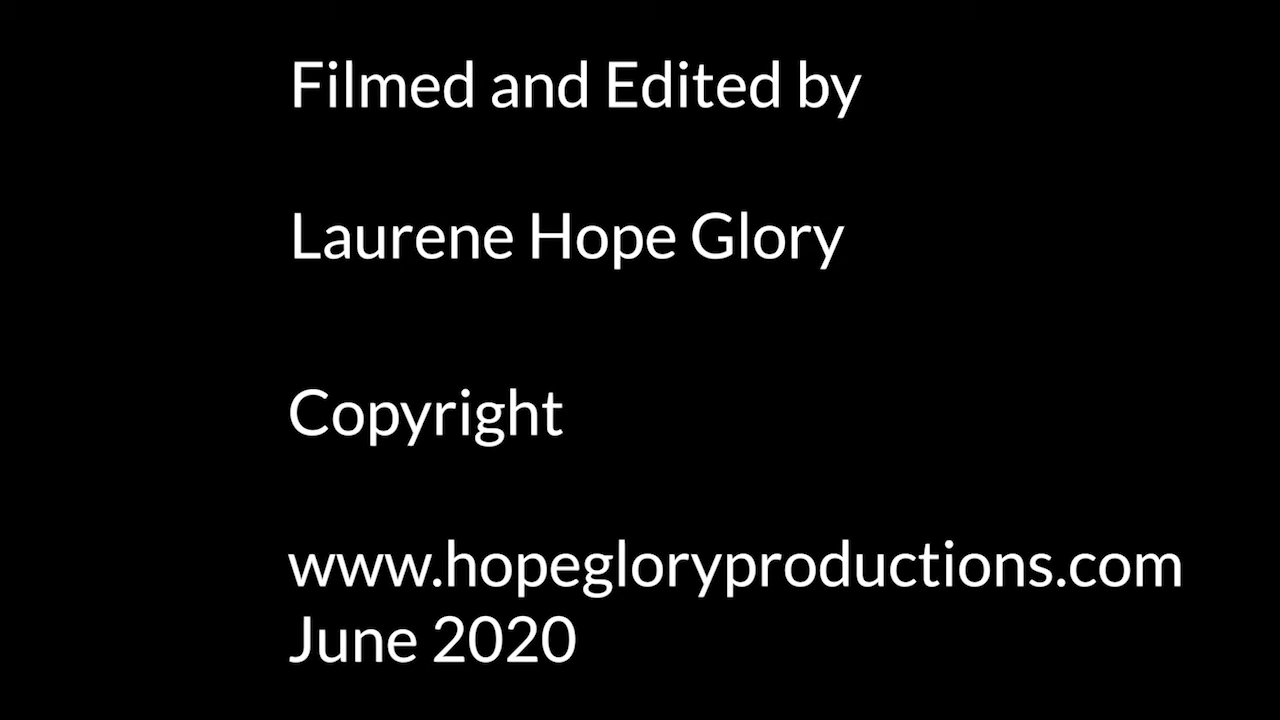 Filmed and Edited by
Laurene Hope Glory
Copyright
www.hopegloryproductions.com
June 2020